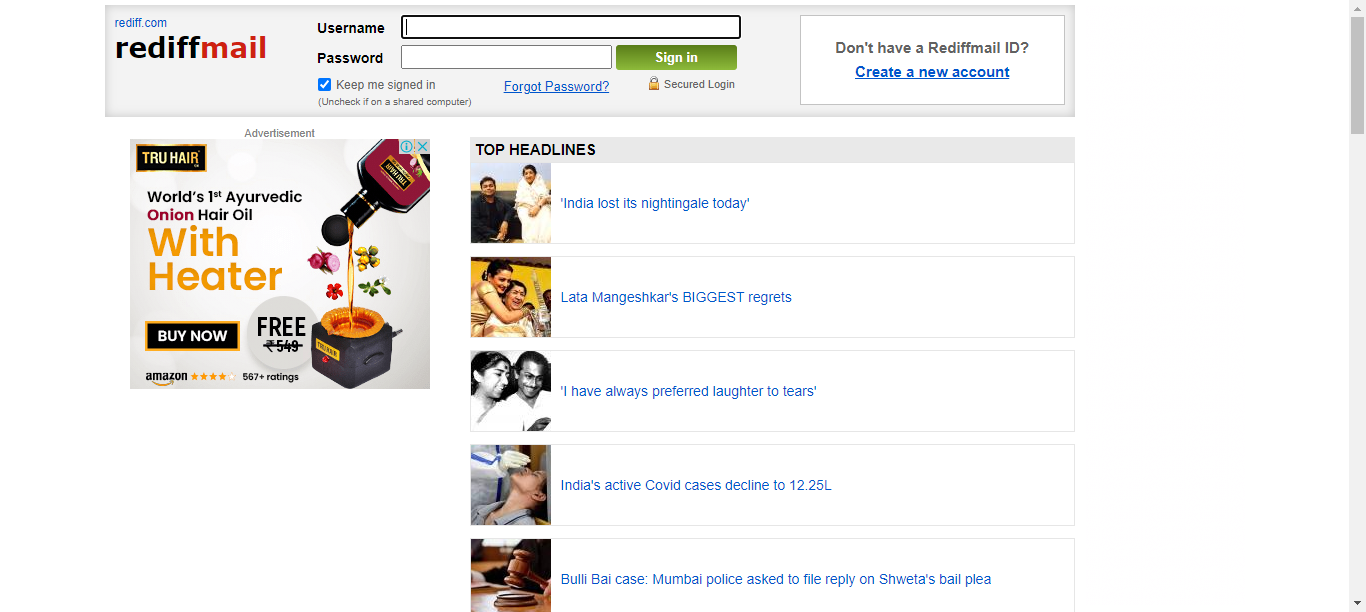 rediff.com
rediffmail
Username
Password
Sign in
Keep me signed in
(Uncheck if on a shared computer)
Forgot Password?
Secured Login
Don't have a Rediffmail ID?
Create a new account
Advertisement
TRU HAIR
World's 1st Ayurvedic
Onion Hair Oil
With
Heater
BUY NOW
FREE
₹549
amazon
567+ ratings
TRU HAIR
TRU HAIR
TOP HEADLINES
'India lost its nightingale today'
Lata Mangeshkar's BIGGEST regrets
'I have always preferred laughter to tears'
India's active Covid cases decline to 12.25L
Bulli Bai case: Mumbai police asked to file reply on Shweta's bail plea